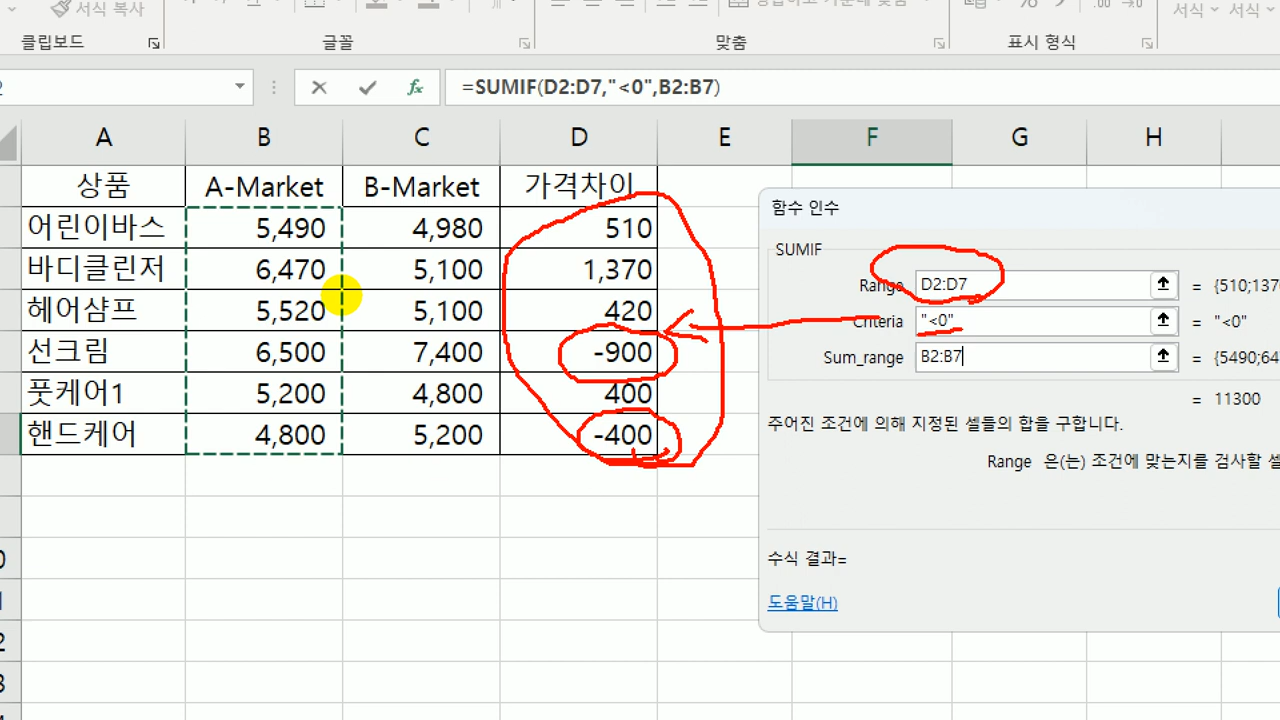 서식 복사
서식 서식
클립보드 글꼴 맞춤 표시 형식
=SUMIF(D2:D7,"<0",B2:B7)
A B C D E F G H
상품 A-Market B-Market 가격차이
어린이바스 5,490 4,980 510
바디클린저 6,470 5,100 1,370
헤어샴프 5,520 5,100 420
선크림 6,500 7,400 -900
풋케어1 5,200 4,800 400
핸드케어 4,800 5,200 -400
함수 인수
SUMIF
Range D2:D7 = {510;1370
Criteria "<0" = "<0"
Sum_range B2:B7 = {5490;64
= 11300
주어진 조건에 의해 지정된 셀들의 합을 구합니다.
Range 은(는) 조건에 맞는지를 검사할 셀
수식 결과=
도움말(H)